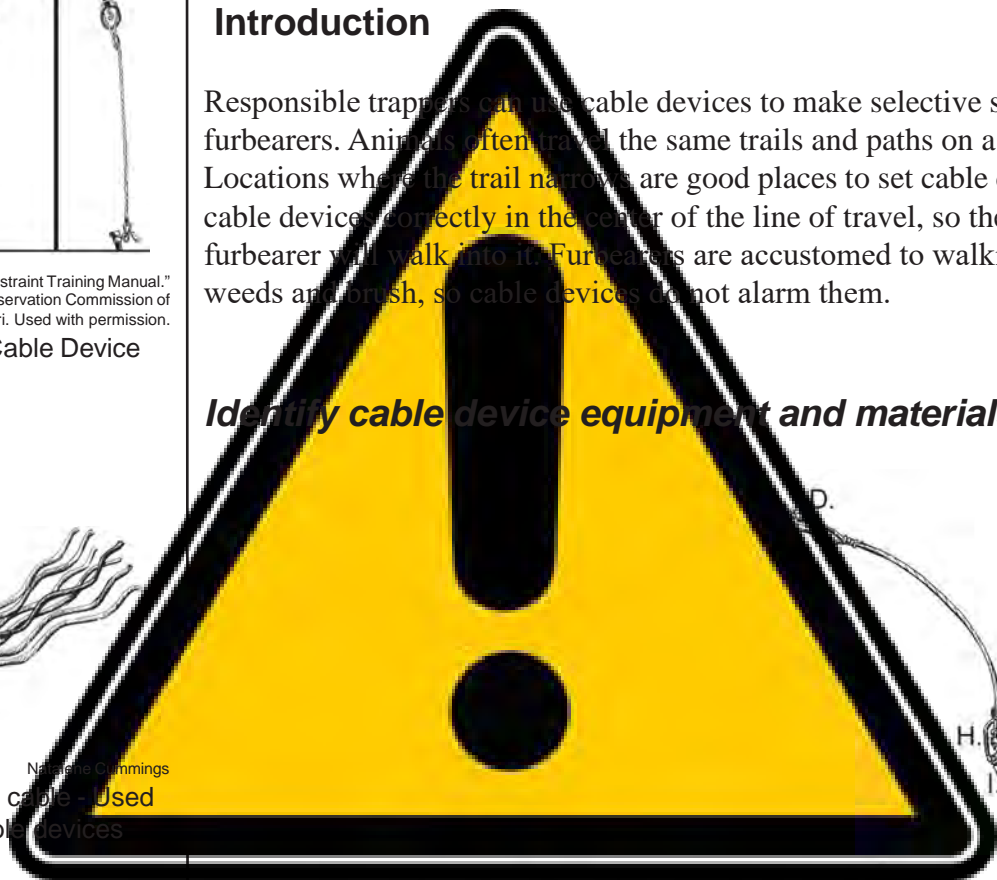 straint Training Manual.”
servation Commission of
ri. Used with permission.
Cable Device
Cummings
cable - Used
ble devices
Introduction
Responsible trappers can use cable devices to make selective s
furbearers. Animals often travel the same trails and paths on a
Locations where the trail narrows are good places to set cable
cable devices correctly in the center of the line of travel, so the
furbearer will walk into it. Furbearers are accustomed to walki
weeds and brush, so cable devices do not alarm them.
Identify cable device equipment and material
D.
H.
I.